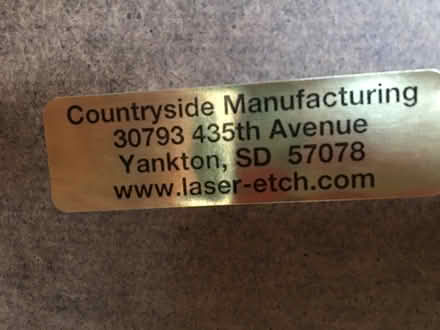 Countryside Manufacturing
30793 435th Avenue
Yankton, SD 57078
www.laser-etch.com